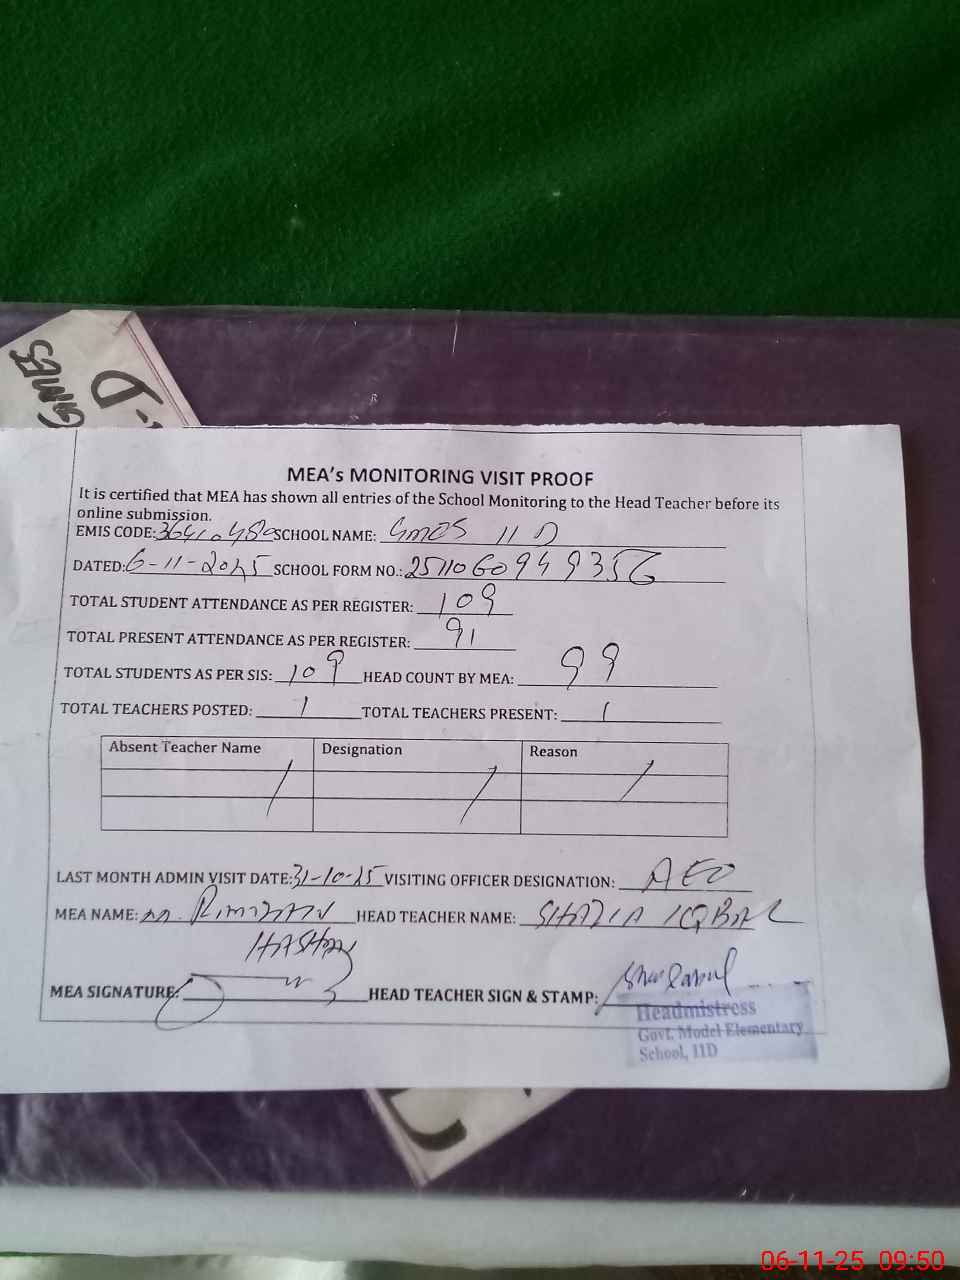 GMES
-D
MEA's MONITORING VISIT PROOF
It is certified that MEA has shown all entries of the School Monitoring to the Head Teacher before its
online submission.
EMIS CODE: SCHOOL NAME: GMES 11 D
DATED: 6-11-2025 SCHOOL FORM NO.:
TOTAL STUDENT ATTENDANCE AS PER REGISTER: 109
TOTAL PRESENT ATTENDANCE AS PER REGISTER: 91
TOTAL STUDENTS AS PER SIS: 109 HEAD COUNT BY MEA: 99
TOTAL TEACHERS POSTED: 1 TOTAL TEACHERS PRESENT: 1
Absent Teacher Name Designation Reason
LAST MONTH ADMIN VISIT DATE: 31-10-25 VISITING OFFICER DESIGNATION: AEO
MEA NAME: M. HEAD TEACHER NAME: SHAZIA IQBAL
MEA SIGNATURE: HEAD TEACHER SIGN & STAMP:
Headmistress
Govt. Model Elementary
School, 11D
06-11-25 09:50